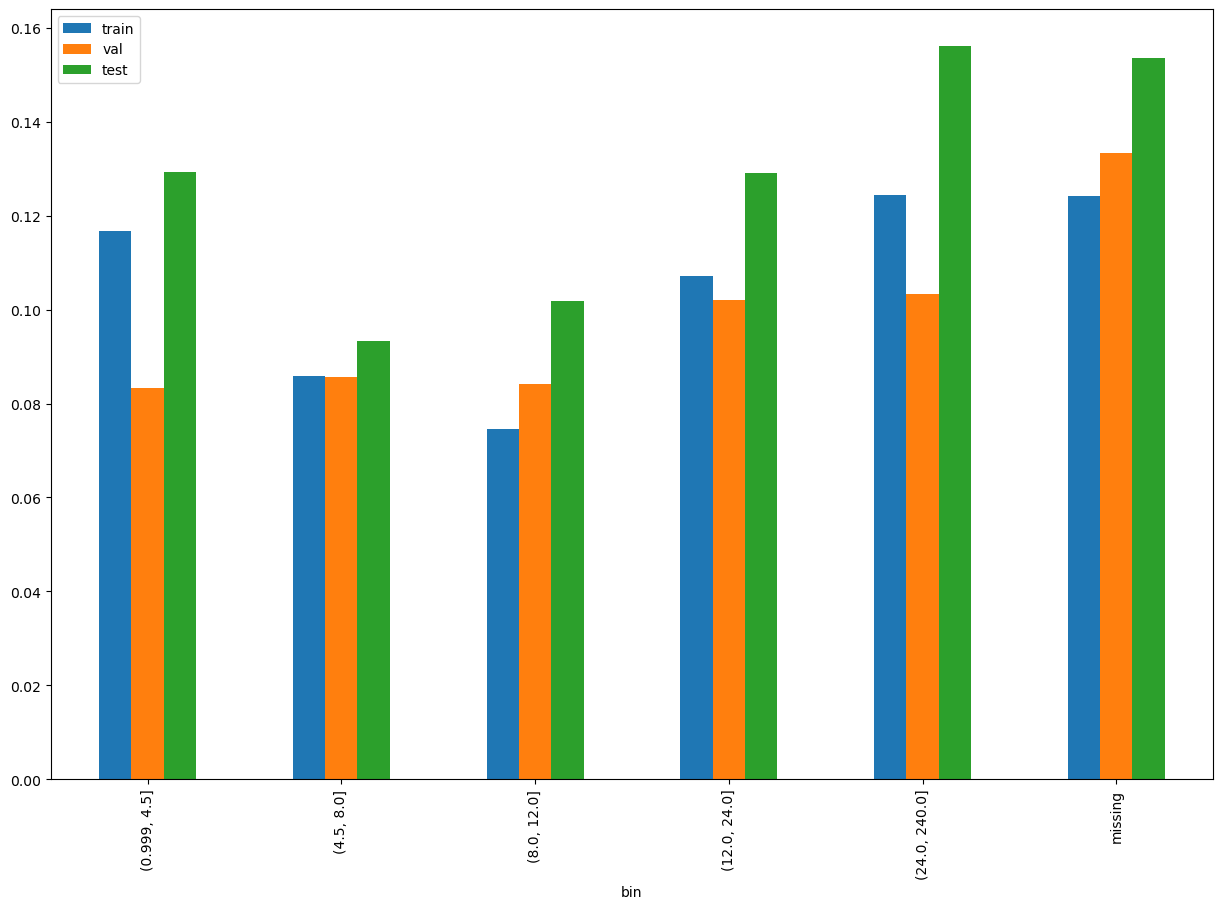 train
val
test
0.16
0.14
0.12
0.10
0.08
0.06
0.04
0.02
0.00
(0.999, 4.5]
(4.5, 8.0]
(8.0, 12.0]
(12.0, 24.0]
(24.0, 240.0]
missing
bin